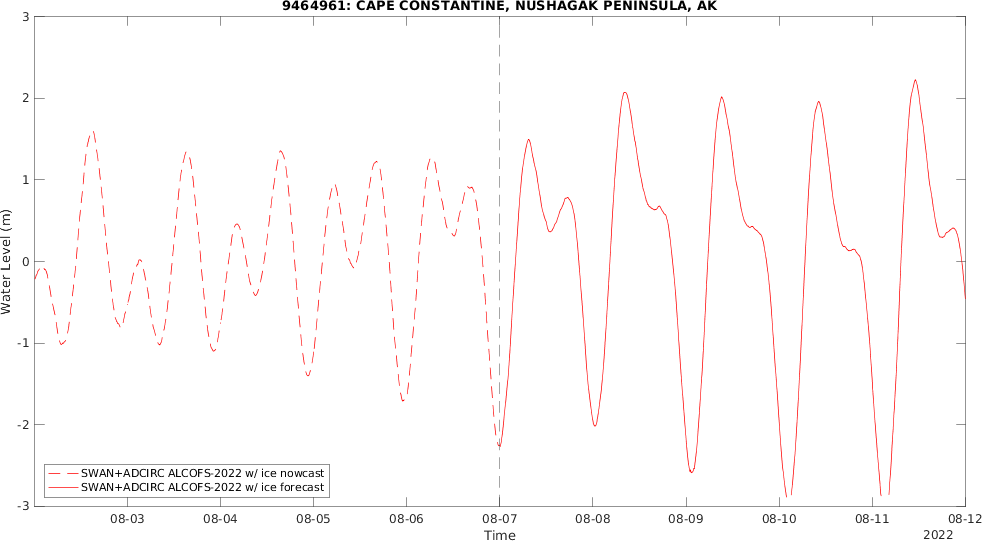 9464961: CAPE CONSTANTINE, NUSHAGAK PENINSULA, AK
3
2
1
0
-1
-2
-3
Water Level (m)
SWAN+ADCIRC ALCOFS-2022 w/ ice nowcast
SWAN+ADCIRC ALCOFS-2022 w/ ice forecast
08-03 08-04 08-05 08-06 08-07 08-08 08-09 08-10 08-11 08-12
Time
2022